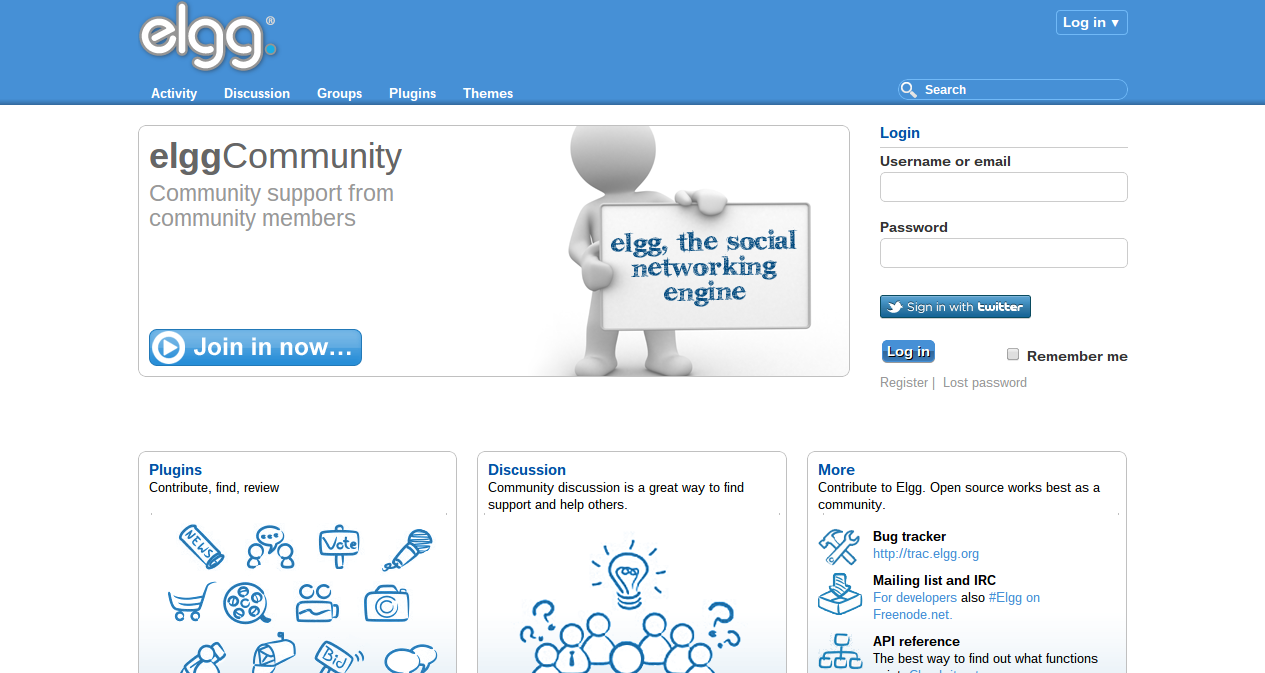 elgg®
Log in ▼
Activity Discussion Groups Plugins Themes
Search
elggCommunity
Community support from
community members
elgg, the social
networking
engine
Join in now...
Login
Username or email
Password
Sign in with twitter
Log in
Remember me
Register | Lost password
Plugins
Contribute, find, review
NEWS
Vote
Bid
Discussion
Community discussion is a great way to find
support and help others.
More
Contribute to Elgg. Open source works best as a
community.
Bug tracker
http://trac.elgg.org
Mailing list and IRC
For developers also #Elgg on
Freenode.net.
API reference
The best way to find out what functions